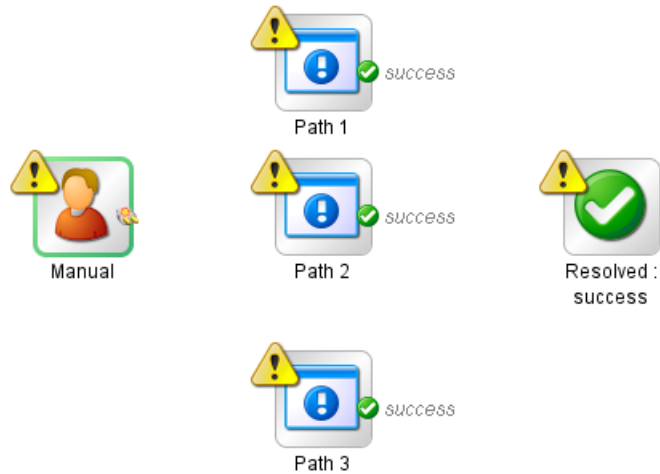 success
Path 1
success
Manual
Path 2
Resolved :
success
success
Path 3